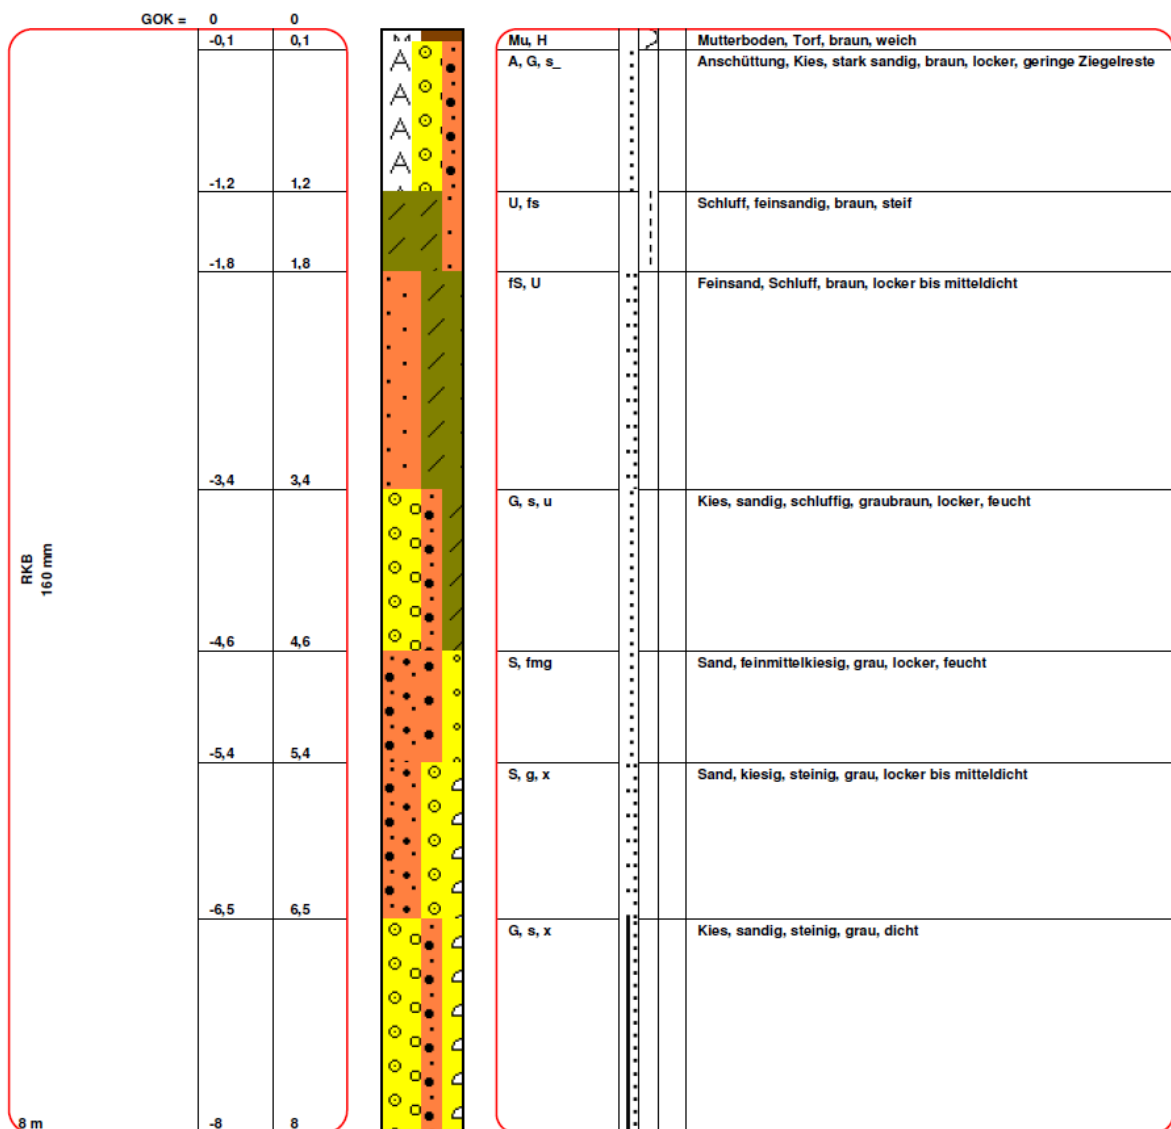 GOK = 0 0
-0,1 0,1 Mu, H Mutterboden, Torf, braun, weich
A, G, s_ Anschüttung, Kies, stark sandig, braun, locker, geringe Ziegelreste
A
A
A
A
-1,2 1,2
U, fs Schluff, feinsandig, braun, steif
-1,8 1,8
fS, U Feinsand, Schluff, braun, locker bis mitteldicht
-3,4 3,4
G, s, u Kies, sandig, schluffig, graubraun, locker, feucht
RKB
160 mm
-4,6 4,6
S, fmg Sand, feinmittelkiesig, grau, locker, feucht
-5,4 5,4
S, g, x Sand, kiesig, steinig, grau, locker bis mitteldicht
-6,5 6,5
G, s, x Kies, sandig, steinig, grau, dicht
8 m -8 8